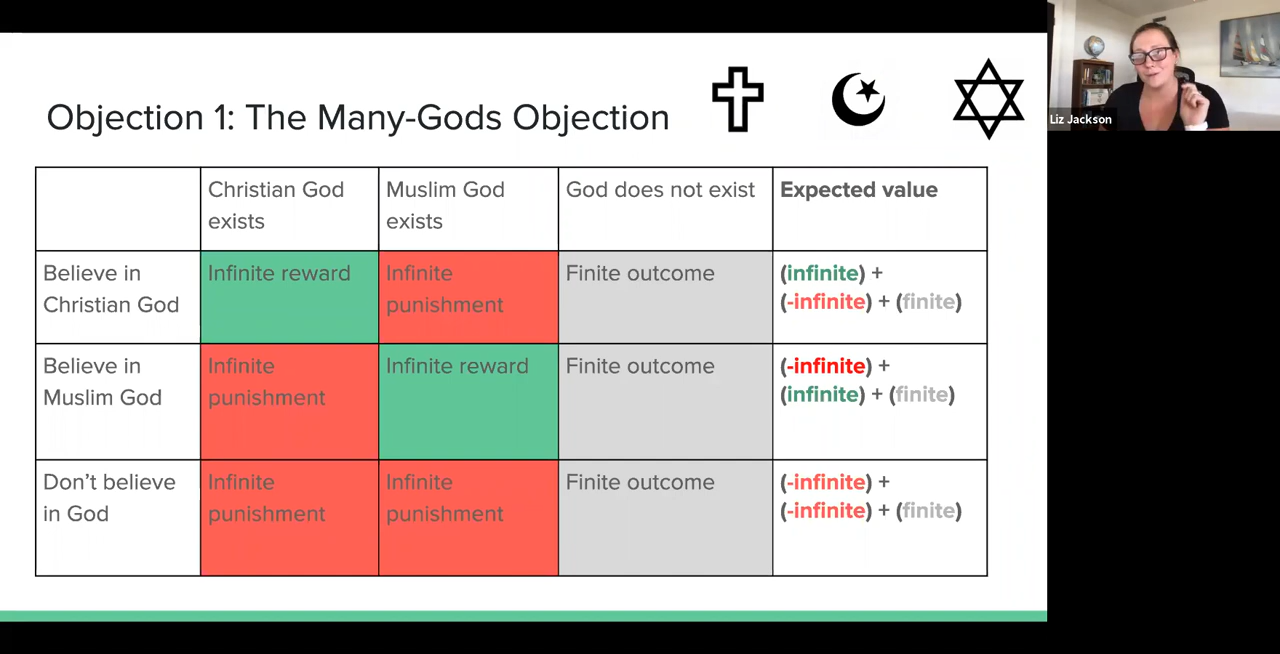 Objection 1: The Many-Gods Objection
Liz Jackson
Christian God
exists
Muslim God
exists
God does not exist
Expected value
Believe in
Christian God
Infinite reward
Infinite
punishment
Finite outcome
(infinite) +
(-infinite) + (finite)
Believe in
Muslim God
Infinite
punishment
Infinite reward
Finite outcome
(-infinite) +
(infinite) + (finite)
Don't believe
in God
Infinite
punishment
Infinite
punishment
Finite outcome
(-infinite) +
(-infinite) + (finite)